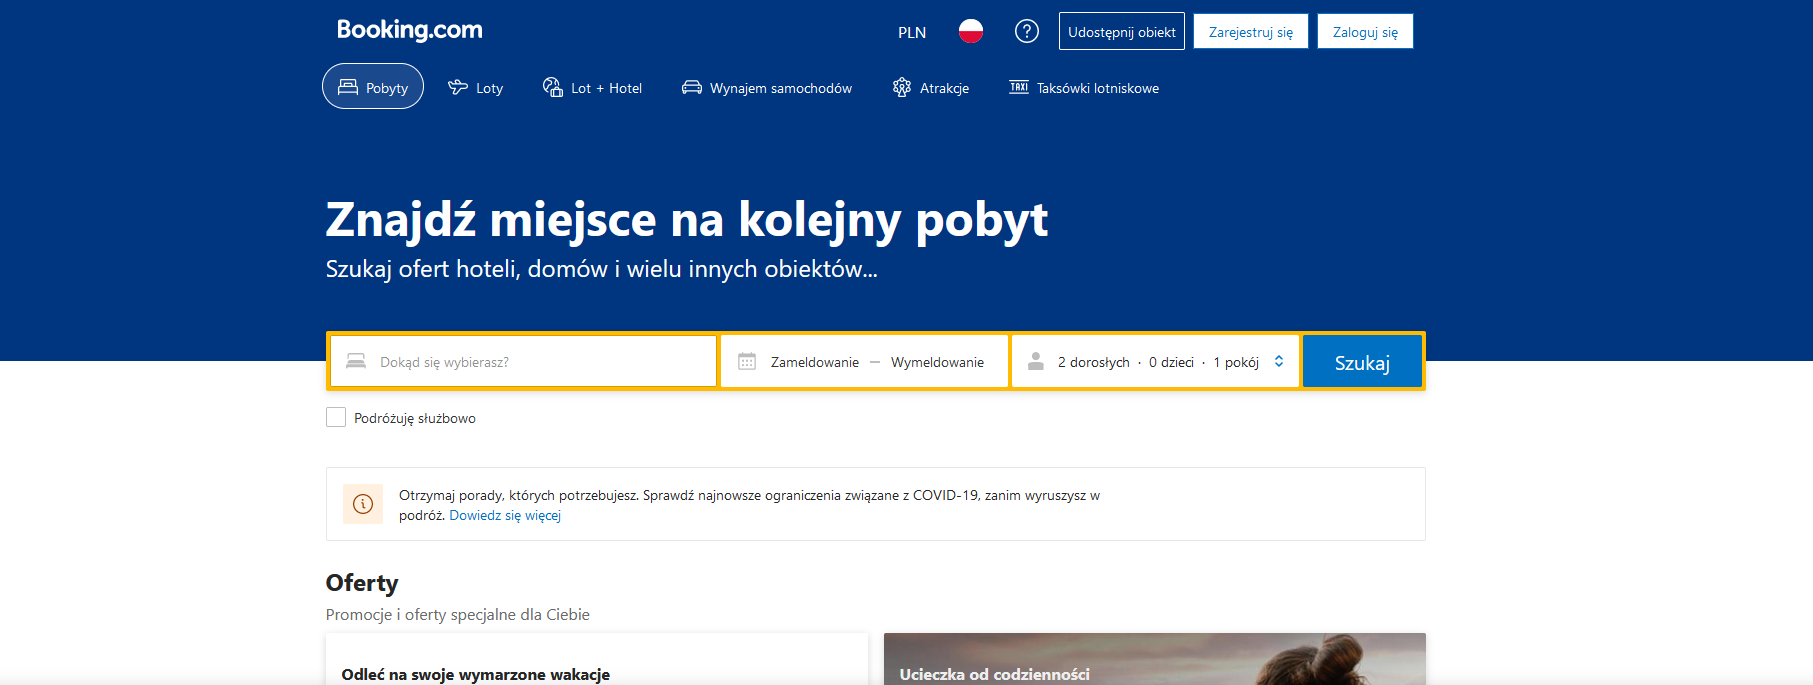 Booking.com
PLN
Udostępnij obiekt
Zarejestruj się
Zaloguj się
Pobyty
Loty
Lot + Hotel
Wynajem samochodów
Atrakcje
TAXI Taksówki lotniskowe
Znajdź miejsce na kolejny pobyt
Szukaj ofert hoteli, domów i wielu innych obiektów...
Dokąd się wybierasz?
Zameldowanie — Wymeldowanie
2 dorosłych · 0 dzieci · 1 pokój
Szukaj
Podróżuję służbowo
Otrzymaj porady, których potrzebujesz. Sprawdź najnowsze ograniczenia związane z COVID-19, zanim wyruszysz w
podróż. Dowiedz się więcej
Oferty
Promocje i oferty specjalne dla Ciebie
Odleć na swoje wymarzone wakacje
Ucieczka od codzienności